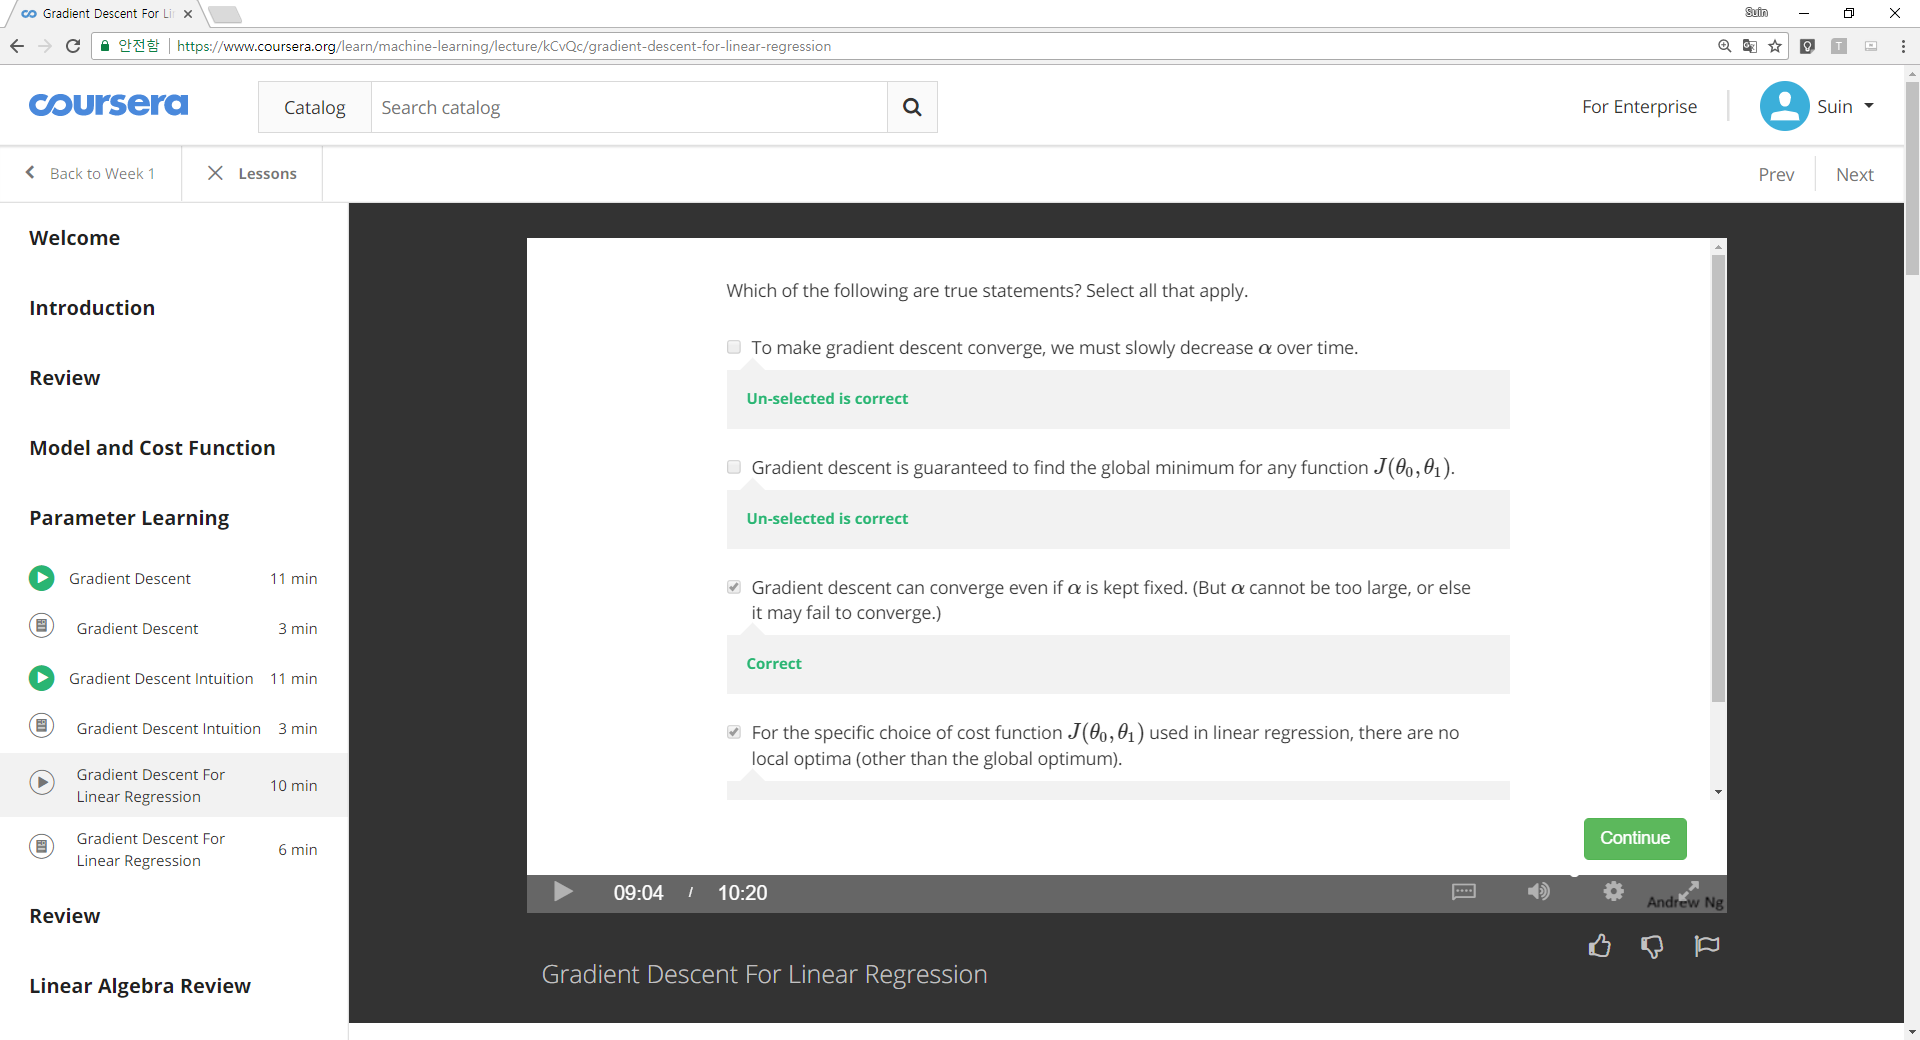 Gradient Descent For Li
Suin
안전함
https://www.coursera.org/learn/machine-learning/lecture/kCvQc/gradient-descent-for-linear-regression
coursera
Catalog
Search catalog
For Enterprise
Suin
Back to Week 1
Lessons
Prev
Next
Welcome
Introduction
Review
Model and Cost Function
Parameter Learning
Gradient Descent 11 min
Gradient Descent 3 min
Gradient Descent Intuition 11 min
Gradient Descent Intuition 3 min
Gradient Descent For
Linear Regression
10 min
Gradient Descent For
Linear Regression
6 min
Review
Linear Algebra Review
Which of the following are true statements? Select all that apply.
To make gradient descent converge, we must slowly decrease α over time.
Un-selected is correct
Gradient descent is guaranteed to find the global minimum for any function J(θ₀, θ₁).
Un-selected is correct
Gradient descent can converge even if α is kept fixed. (But α cannot be too large, or else
it may fail to converge.)
Correct
For the specific choice of cost function J(θ₀, θ₁) used in linear regression, there are no
local optima (other than the global optimum).
Continue
09:04 / 10:20
Andrew Ng
Gradient Descent For Linear Regression